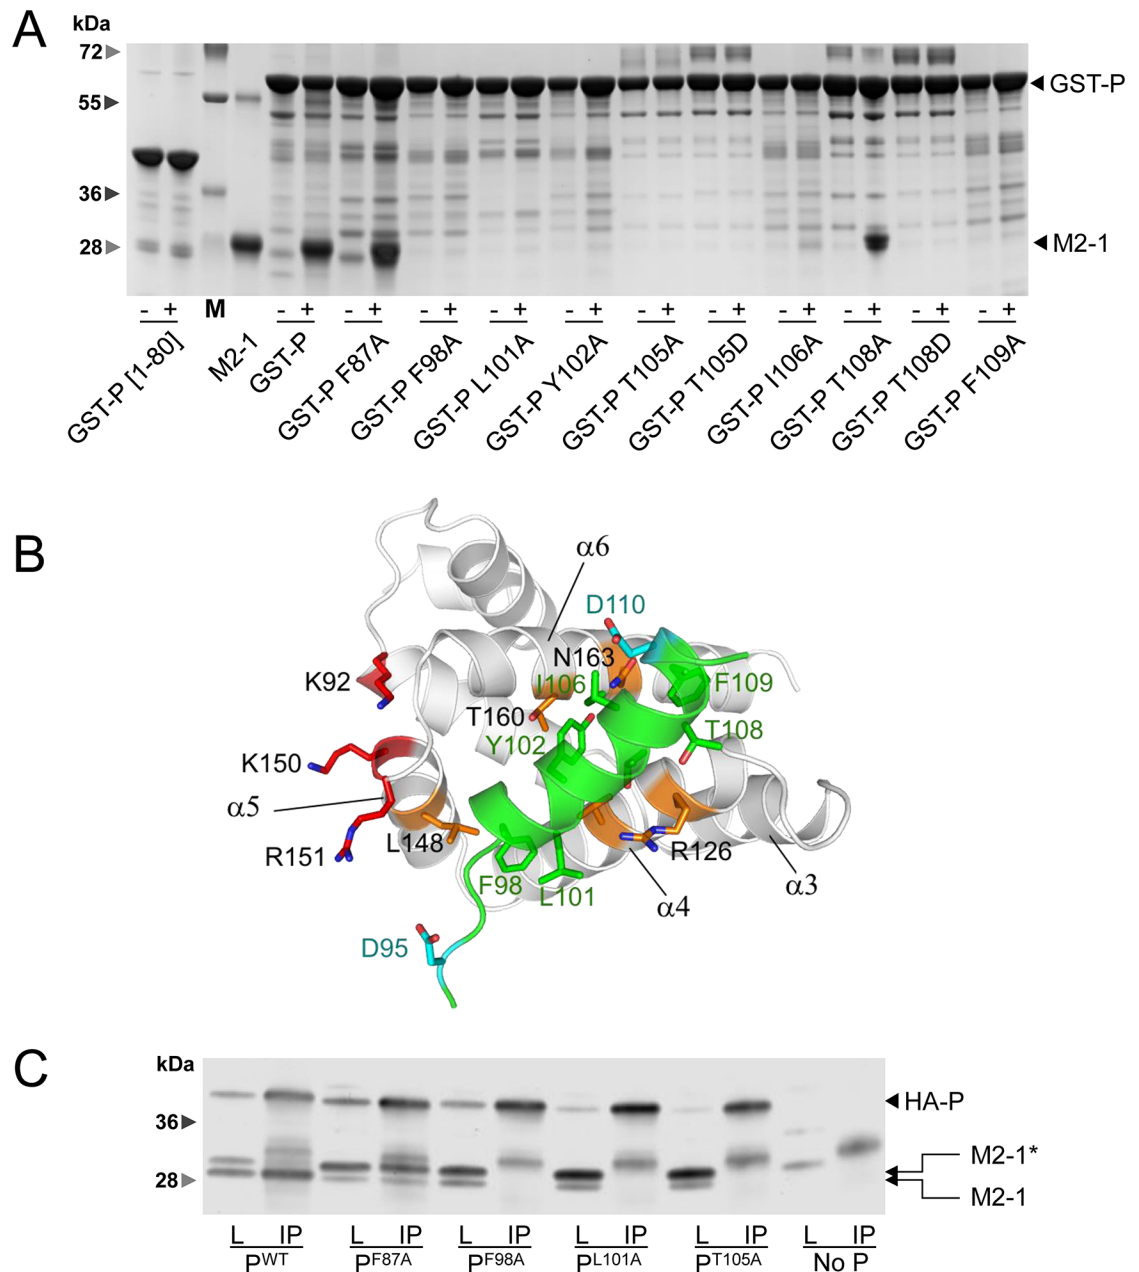 A
kDa
72
55
36
28
GST-P
M2-1
- + M - + - + - + - + - + - + - + - + - + - + - +
GST-P [1-80]
M2-1
GST-P
GST-P F87A
GST-P F98A
GST-P L101A
GST-P Y102A
GST-P T105A
GST-P T105D
GST-P I106A
GST-P T108A
GST-P T108D
GST-P F109A
B
α6
D110
N163
K92
I106
F109
T160
Y102
T108
K150
α5
L148
R151
R126
F98
L101
α3
α4
D95
C
kDa
36
28
HA-P
M2-1*
M2-1
L IP L IP L IP L IP L IP L IP
PWT PF87A PF98A PL101A PT105A No P